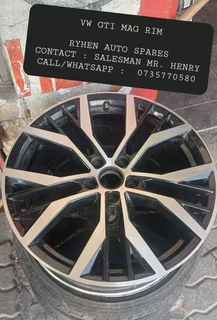 VW GTI MAG RIM
RYHEN AUTO SPARES
CONTACT : SALESMAN MR. HENRY
CALL/WHATSAPP : 0735770580